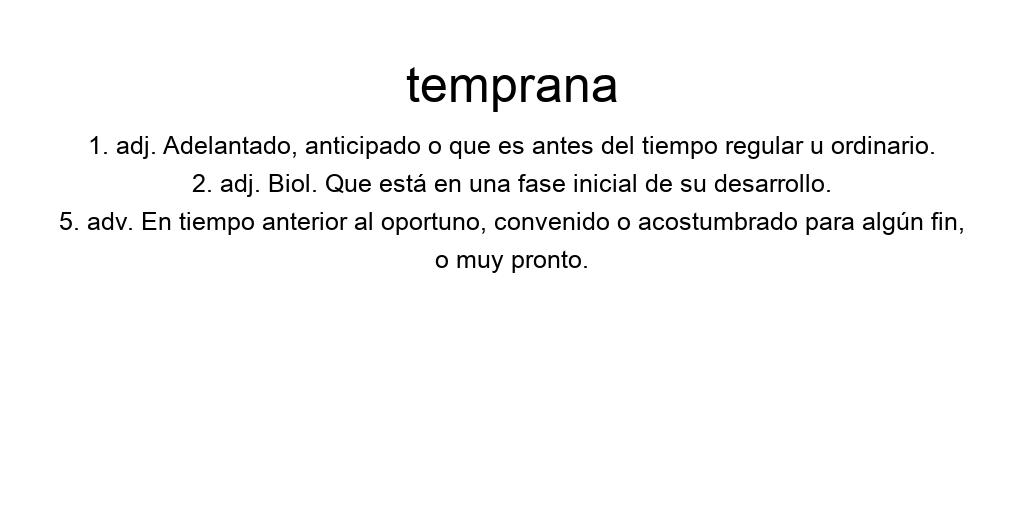 temprana
1. adj. Adelantado, anticipado o que es antes del tiempo regular u ordinario.
2. adj. Biol. Que está en una fase inicial de su desarrollo.
5. adv. En tiempo anterior al oportuno, convenido o acostumbrado para algún fin,
o muy pronto.